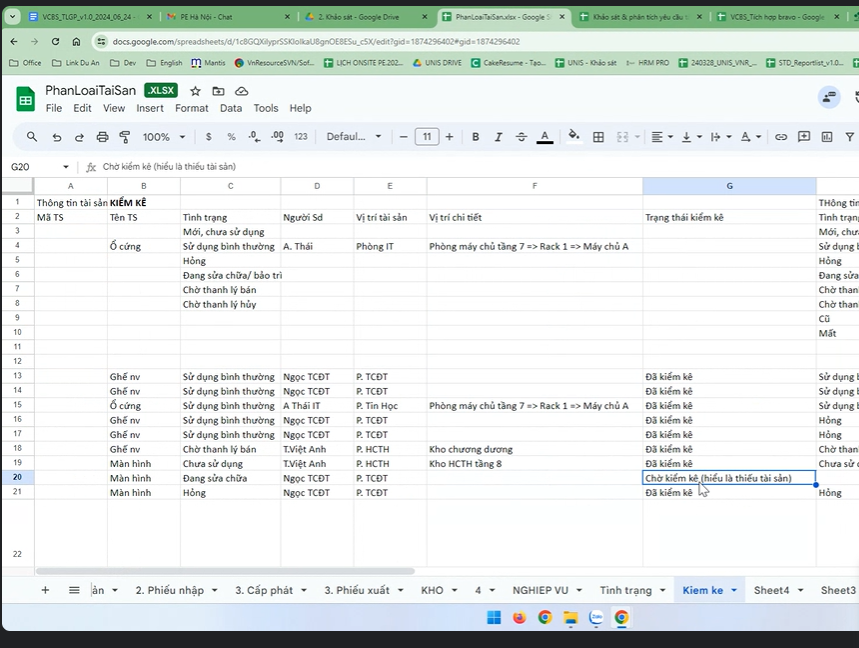 VCBS_TLGP_v1.0_2024_06_24 -
PE Hà Nội - Chat
2. Khảo sát - Google Drive
PhanLoaiTaiSan.xlsx - Google S
Khảo sát & phân tích yêu cầu
VCBS_Tích hợp bravo - Google
docs.google.com/spreadsheets/d/1c8GQXilyprSSKloIkaU8gnOE8ESu_c5X/edit?gid=1874296402#gid=1874296402
Office
Link Du An
Dev
English
Mantis
VnResourceSVN/Sof...
LỊCH ONSITE PE.202...
UNIS DRIVE
CakeResume - Tạo...
UNIS - Khảo sát
HRM PRO
240328_UNIS_VNR_...
STD_Reportlist_v1.0...
PhanLoaiTaiSan .XLSX
File Edit View Insert Format Data Tools Help
100% $ % .0 .00 123 Defaul... − 11 + B I A
G20 fx Chờ kiểm kê (hiểu là thiếu tài sản)
A B C D E F G
1 Thông tin tài sản KIỂM KÊ THông tin
2 Mã TS Tên TS Tình trạng Người Sd Vị trí tài sản Vị trí chi tiết Trạng thái kiểm kê Tình trạng
3 Mới, chưa sử dụng Mới, chưa
4 Ổ cứng Sử dụng bình thường A. Thái Phòng IT Phòng máy chủ tầng 7 => Rack 1 => Máy chủ A Sử dụng b
5 Hỏng Hỏng
6 Đang sửa chữa/ bảo trì Đang sửa
7 Chờ thanh lý bán Chờ than
8 Chờ thanh lý hủy Chờ than
9 Cũ
10 Mất
11
12
13 Ghế nv Sử dụng bình thường Ngọc TCĐT P. TCĐT Đã kiểm kê Sử dụng b
14 Ghế nv Sử dụng bình thường Ngọc TCĐT P. TCĐT Đã kiểm kê Sử dụng b
15 Ổ cứng Sử dụng bình thường A Thái IT P. Tin Học Phòng máy chủ tầng 7 => Rack 1 => Máy chủ A Đã kiểm kê Sử dụng b
16 Ghế nv Sử dụng bình thường Ngọc TCĐT P. TCĐT Đã kiểm kê Hỏng
17 Ghế nv Sử dụng bình thường Ngọc TCĐT P. TCĐT Đã kiểm kê Hỏng
18 Ghế nv Chờ thanh lý bán T.Việt Anh P. HCTH Kho chương dương Đã kiểm kê Chờ than
19 Màn hình Chưa sử dụng T.Việt Anh P. HCTH Kho HCTH tầng 8 Đã kiểm kê Chưa sử
20 Màn hình Đang sửa chữa Ngọc TCĐT P. TCĐT Chờ kiểm kê (hiểu là thiếu tài sản)
21 Màn hình Hỏng Ngọc TCĐT P. TCĐT Đã kiểm kê Hỏng
22
àn 2. Phiếu nhập 3. Cấp phát 3. Phiếu xuất KHO 4 NGHIEP VU Tình trạng Kiem ke Sheet4 Sheet3
Zalo